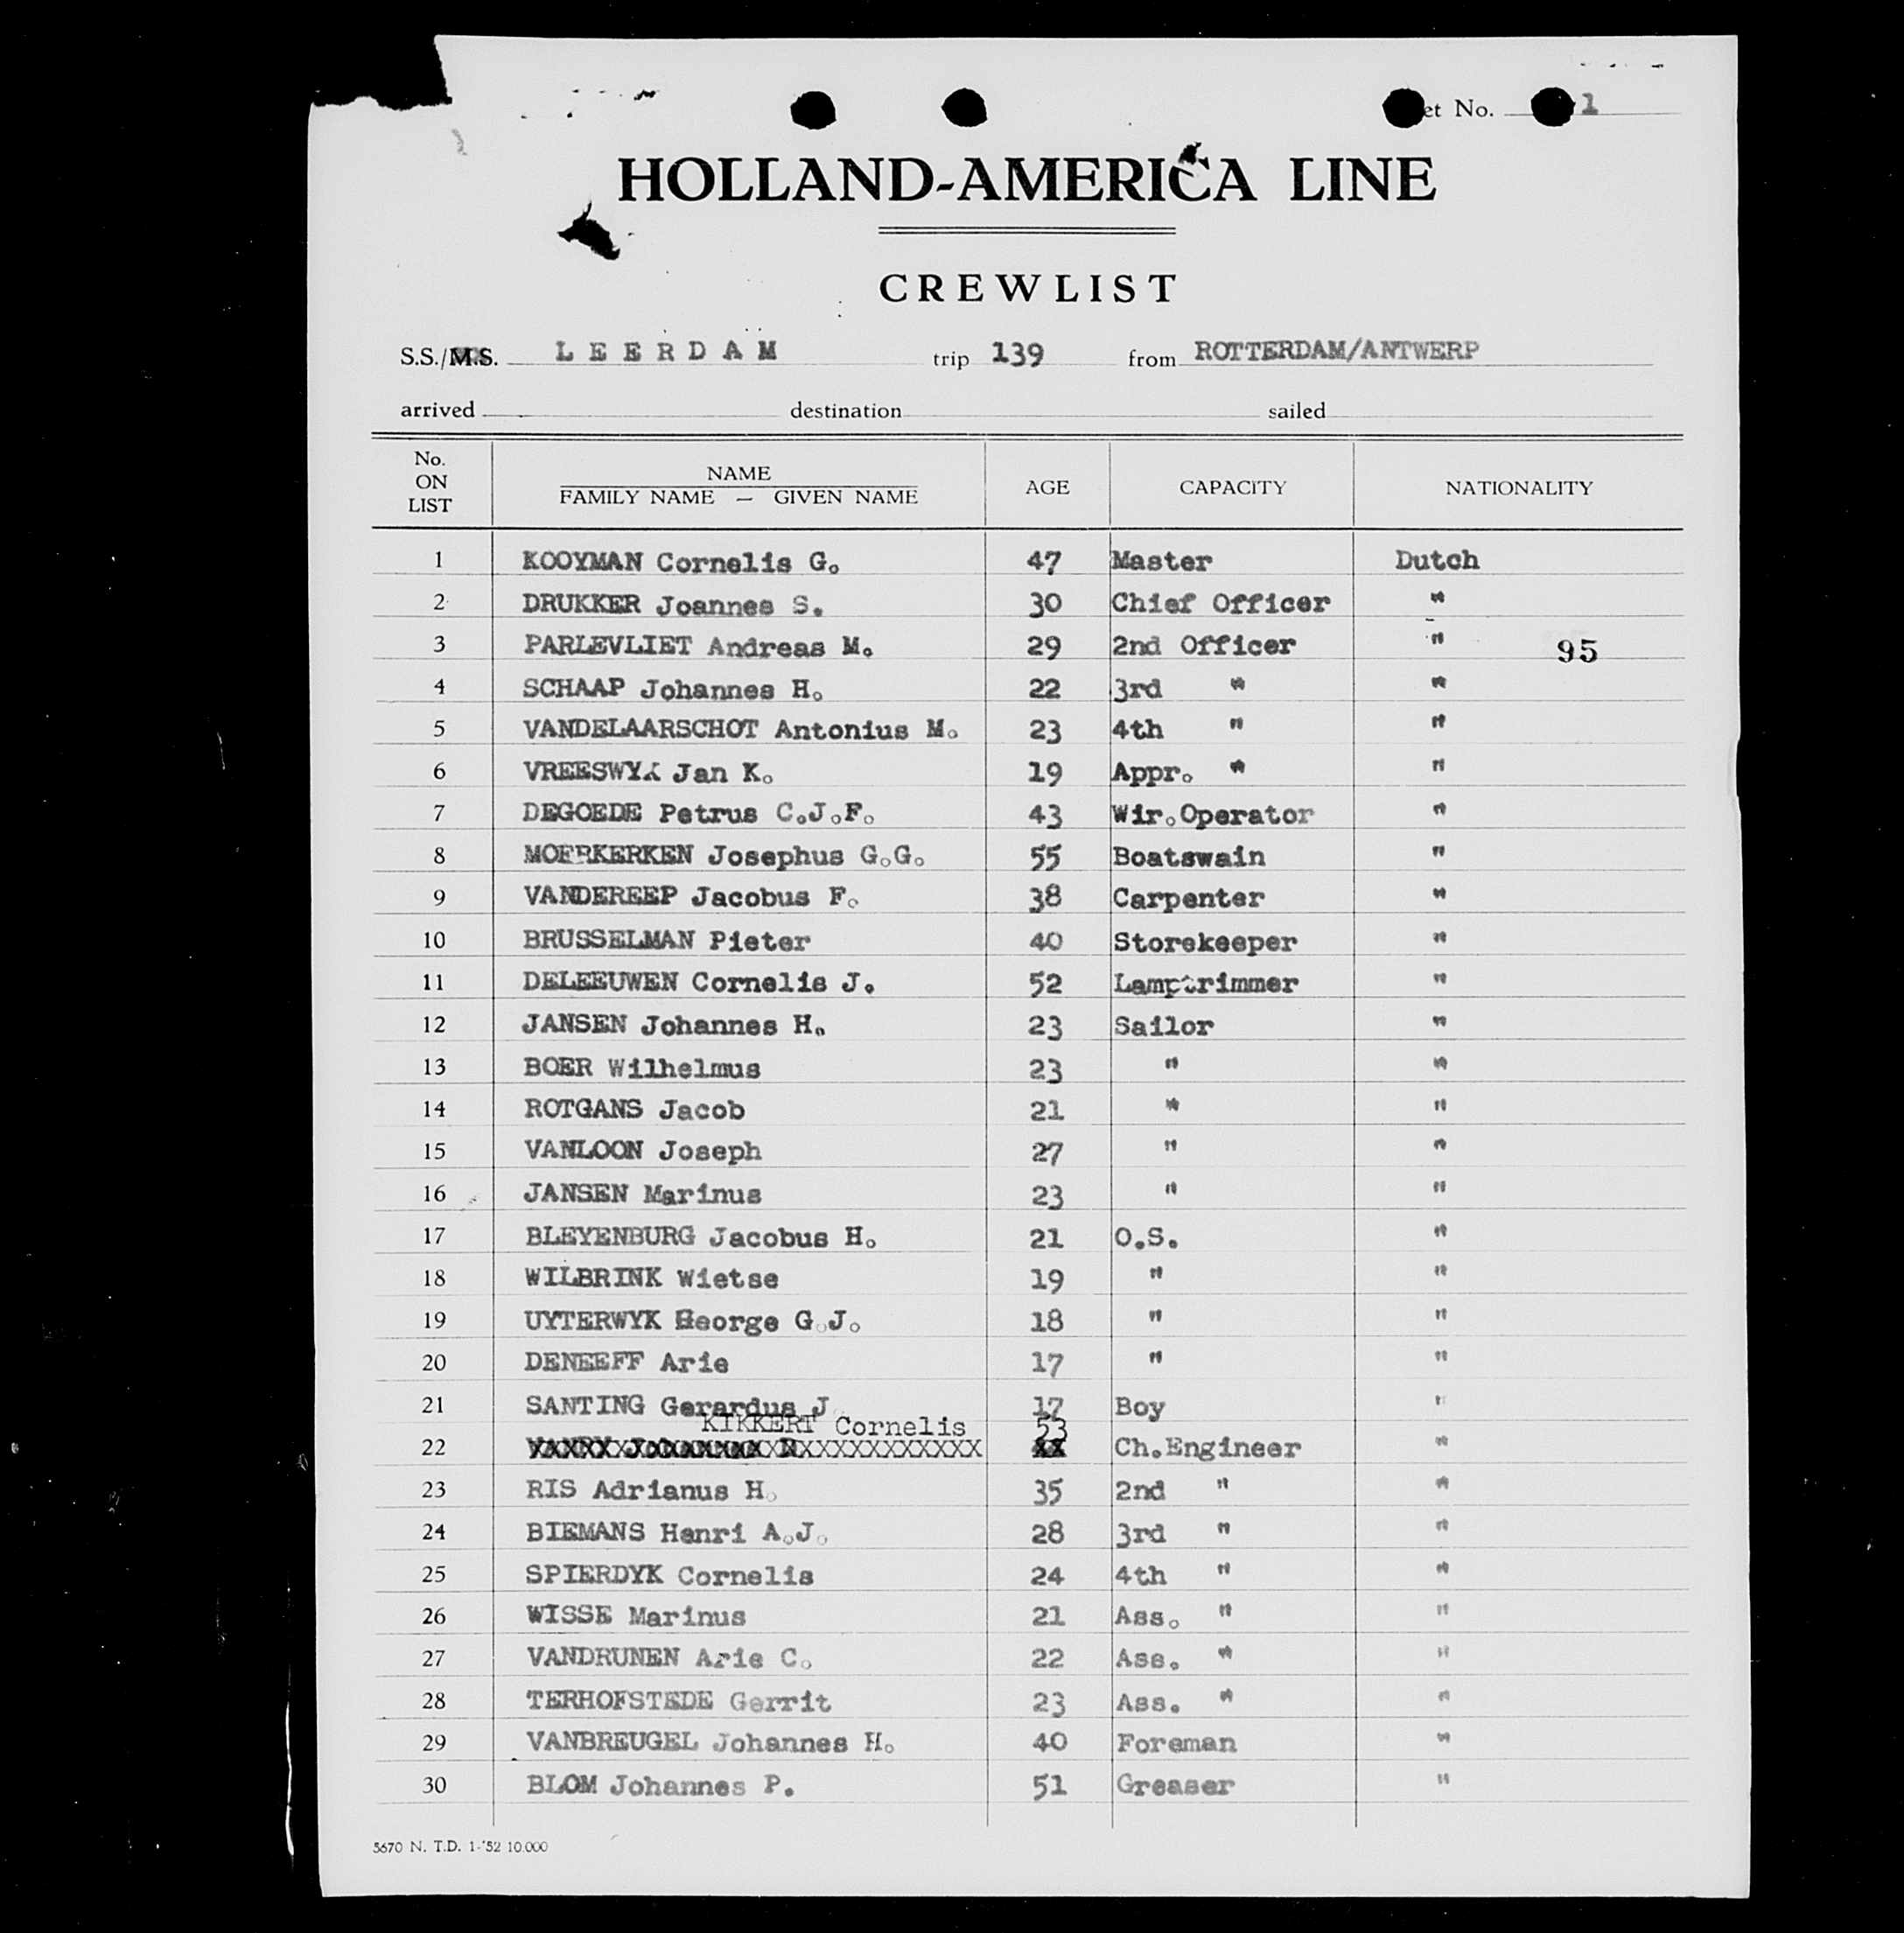 et No. 1
HOLLAND-AMERICA LINE
CREWLIST
S.S./M.S. LEERDAM trip 139 from ROTTERDAM/ANTWERP
arrived destination sailed
No. ON LIST NAME FAMILY NAME — GIVEN NAME AGE CAPACITY NATIONALITY
1 KOOYMAN Cornelis G. 47 Master Dutch
2 DRUKKER Joannes S. 30 Chief Officer "
3 PARLEVLIET Andreas M. 29 2nd Officer " 95
4 SCHAAP Johannes H. 22 3rd " "
5 VANDELAARSCHOT Antonius M. 23 4th " "
6 VREESWYK Jan K. 19 Appr. " "
7 DEGOEDE Petrus C.J.F. 43 Wir.Operator "
8 MOERKERKEN Josephus G.G. 55 Boatswain "
9 VANDEREEP Jacobus F. 38 Carpenter "
10 BRUSSELMAN Pieter 40 Storekeeper "
11 DELEEUWEN Cornelis J. 52 Lamptrimmer "
12 JANSEN Johannes H. 23 Sailor "
13 BOER Wilhelmus 23 " "
14 ROTGANS Jacob 21 " "
15 VANLOON Joseph 27 " "
16 JANSEN Marinus 23 " "
17 BLEYENBURG Jacobus H. 21 O.S. "
18 WILBRINK Wietse 19 " "
19 UYTERWYK George G.J. 18 " "
20 DENEEFF Arie 17 " "
21 SANTING Gerardus J. 17 Boy "
KIKKERT Cornelis 53
22 Ch.Engineer "
23 RIS Adrianus H. 35 2nd " "
24 BIEMANS Henri A.J. 28 3rd " "
25 SPIERDYK Cornelis 24 4th " "
26 WISSE Marinus 21 Ass. " "
27 VANDRUNEN Arie C. 22 Ass. " "
28 TERHOFSTEDE Gerrit 23 Ass. " "
29 VANBREUGEL Johannes H. 40 Foreman "
30 BLOM Johannes P. 51 Greaser "
5670 N. T.D. 1-'52 10.000